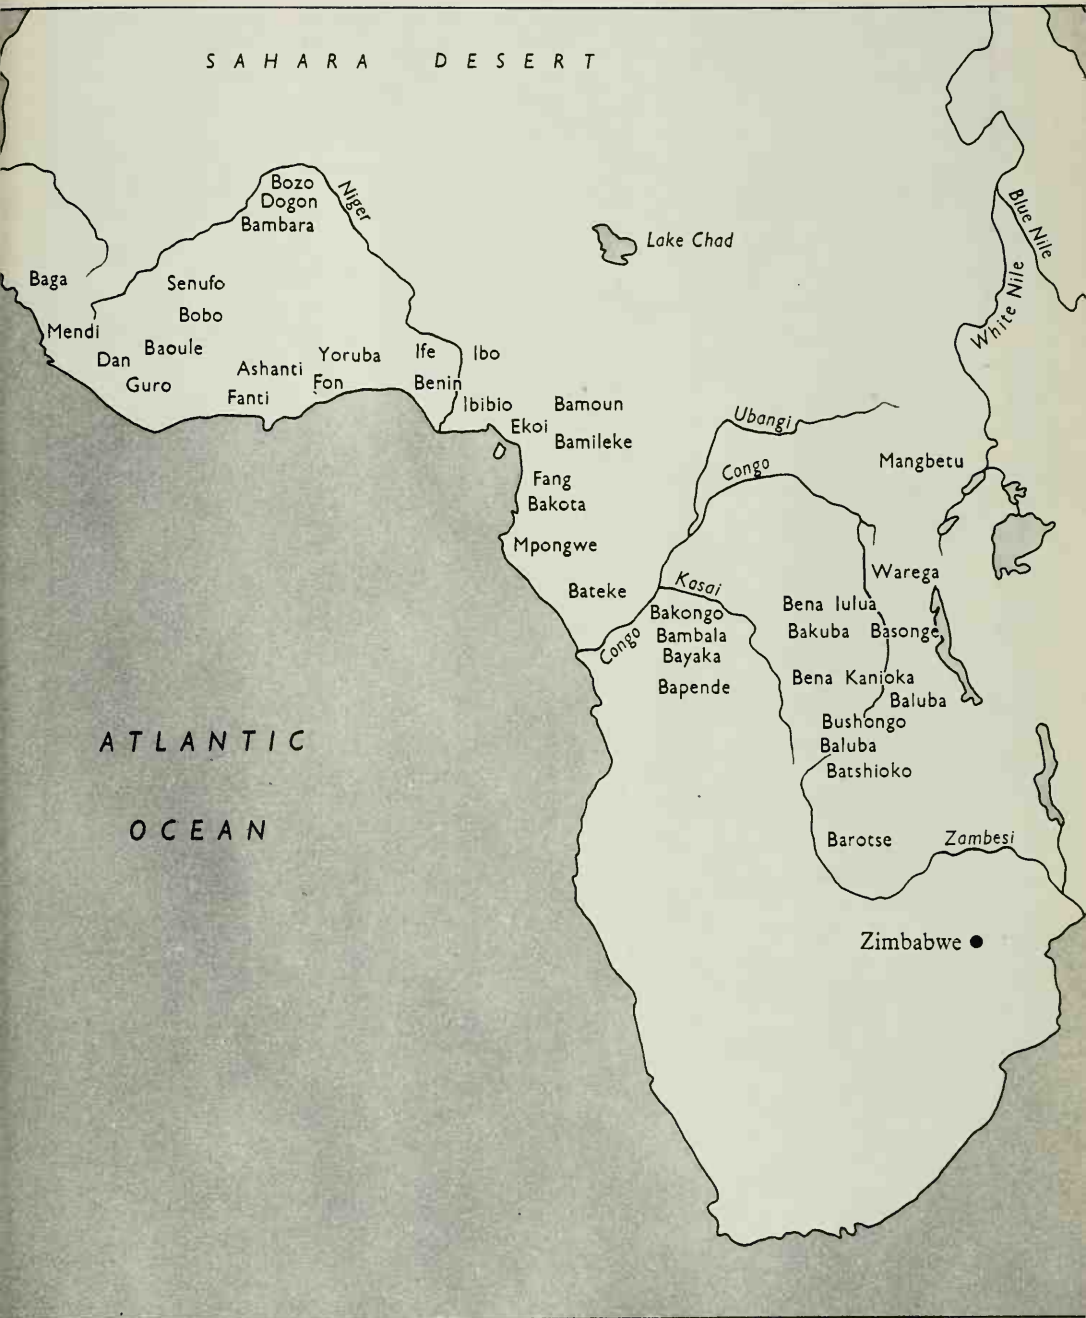 SAHARA DESERT
Bozo
Dogon
Bambara
Niger
Lake Chad
Blue Nile
White Nile
Baga
Senufo
Bobo
Mendi
Dan
Baoule
Guro
Ashanti
Fanti
Yoruba
Fon
Ife
Ibo
Benin
Ibibio
Bamoun
Ekoi
Bamileke
Ubangi
Congo
Mangbetu
Fang
Bakota
Mpongwe
Bateke
Kasai
Warega
Congo
Bakongo
Bambala
Bayaka
Bapende
Bena lulua
Bakuba
Basonge
Bena Kanioka
Baluba
Bushongo
Baluba
Batshioko
ATLANTIC
OCEAN
Barotse
Zambesi
Zimbabwe